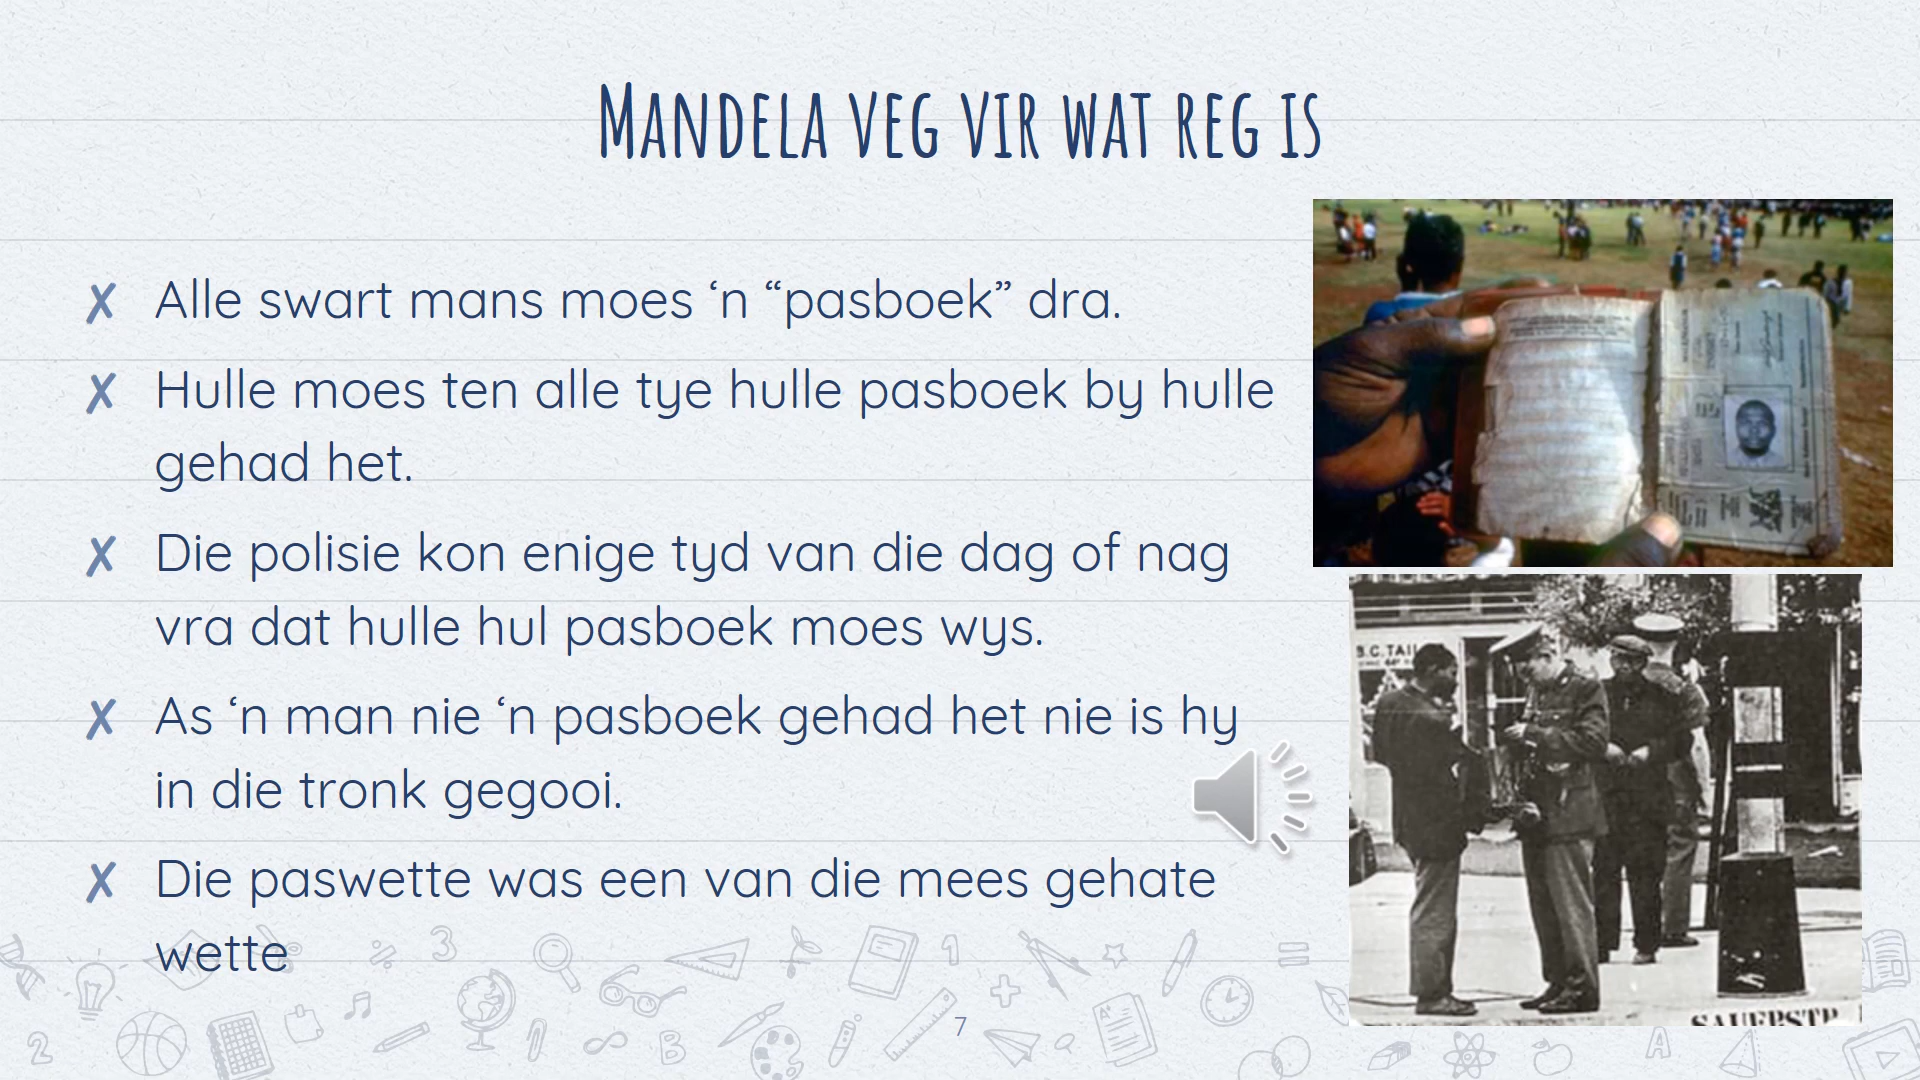 Mandela veg vir wat reg is
✗ Alle swart mans moes ‘n “pasboek” dra.
✗ Hulle moes ten alle tye hulle pasboek by hulle
gehad het.
✗ Die polisie kon enige tyd van die dag of nag
vra dat hulle hul pasboek moes wys.
✗ As ‘n man nie ‘n pasboek gehad het nie is hy
in die tronk gegooi.
✗ Die paswette was een van die mees gehate
wette
B.C.TAI
SAUERSTR
7